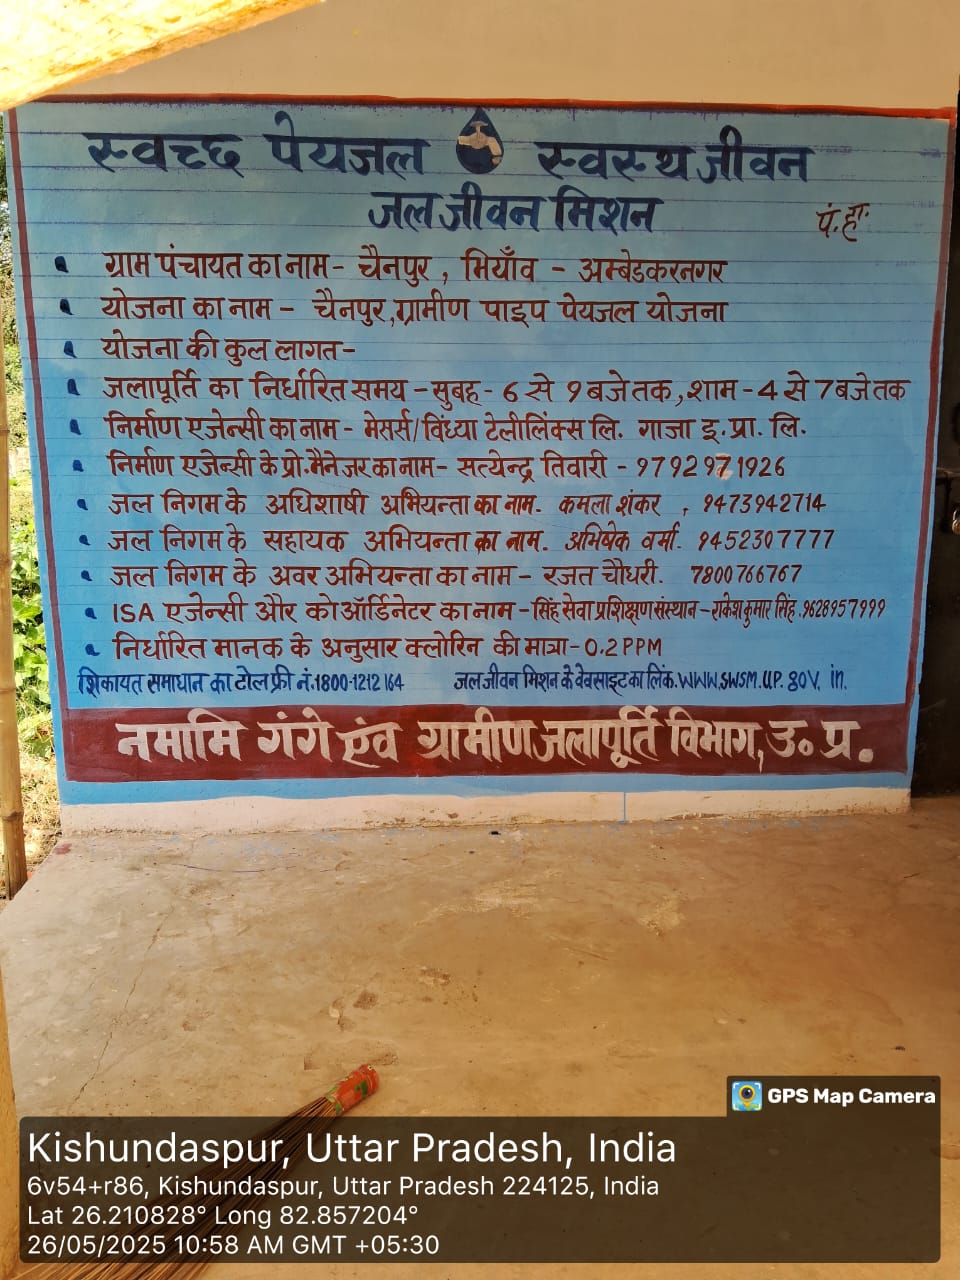 स्वच्छ पेयजल स्वस्थ जीवन
जल जीवन मिशन
पं. हा.
ग्राम पंचायत का नाम - चैनपुर, भियाँव - अम्बेडकरनगर
योजना का नाम - चैनपुर, ग्रामीण पाइप पेयजल योजना
योजना की कुल लागत -
जलापूर्ति का निर्धारित समय - सुबह - 6 से 9 बजे तक, शाम - 4 से 7 बजे तक
निर्माण एजेन्सी का नाम - मेसर्स/विंध्या टेलीलिंक्स लि. गाजा इ. प्रा. लि.
निर्माण एजेन्सी के प्रो. मैनेजर का नाम - सत्येन्द्र तिवारी - 9792971926
जल निगम के अधिशाषी अभियन्ता का नाम. कमला शंकर , 9473942714
जल निगम के सहायक अभियन्ता का नाम. अभिषेक वर्मा. 9452307777
जल निगम के अवर अभियन्ता का नाम - रजत चौधरी. 7800766767
ISA एजेन्सी और कोऑर्डिनेटर का नाम - सिंह सेवा प्रशिक्षण संस्थान - राकेश कुमार सिंह, 9628957999
निर्धारित मानक के अनुसार क्लोरिन की मात्रा - 0.2 PPM
शिकायत समाधान का टोल फ्री नं. 1800-1212 164 जल जीवन मिशन के वेवसाइट का लिंक. WWW.SWSM.UP. gov. in.
नमामि गंगे एंव ग्रामीण जलापूर्ति विभाग, उ० प्र.
GPS Map Camera
Kishundaspur, Uttar Pradesh, India
6v54+r86, Kishundaspur, Uttar Pradesh 224125, India
Lat 26.210828° Long 82.857204°
26/05/2025 10:58 AM GMT +05:30